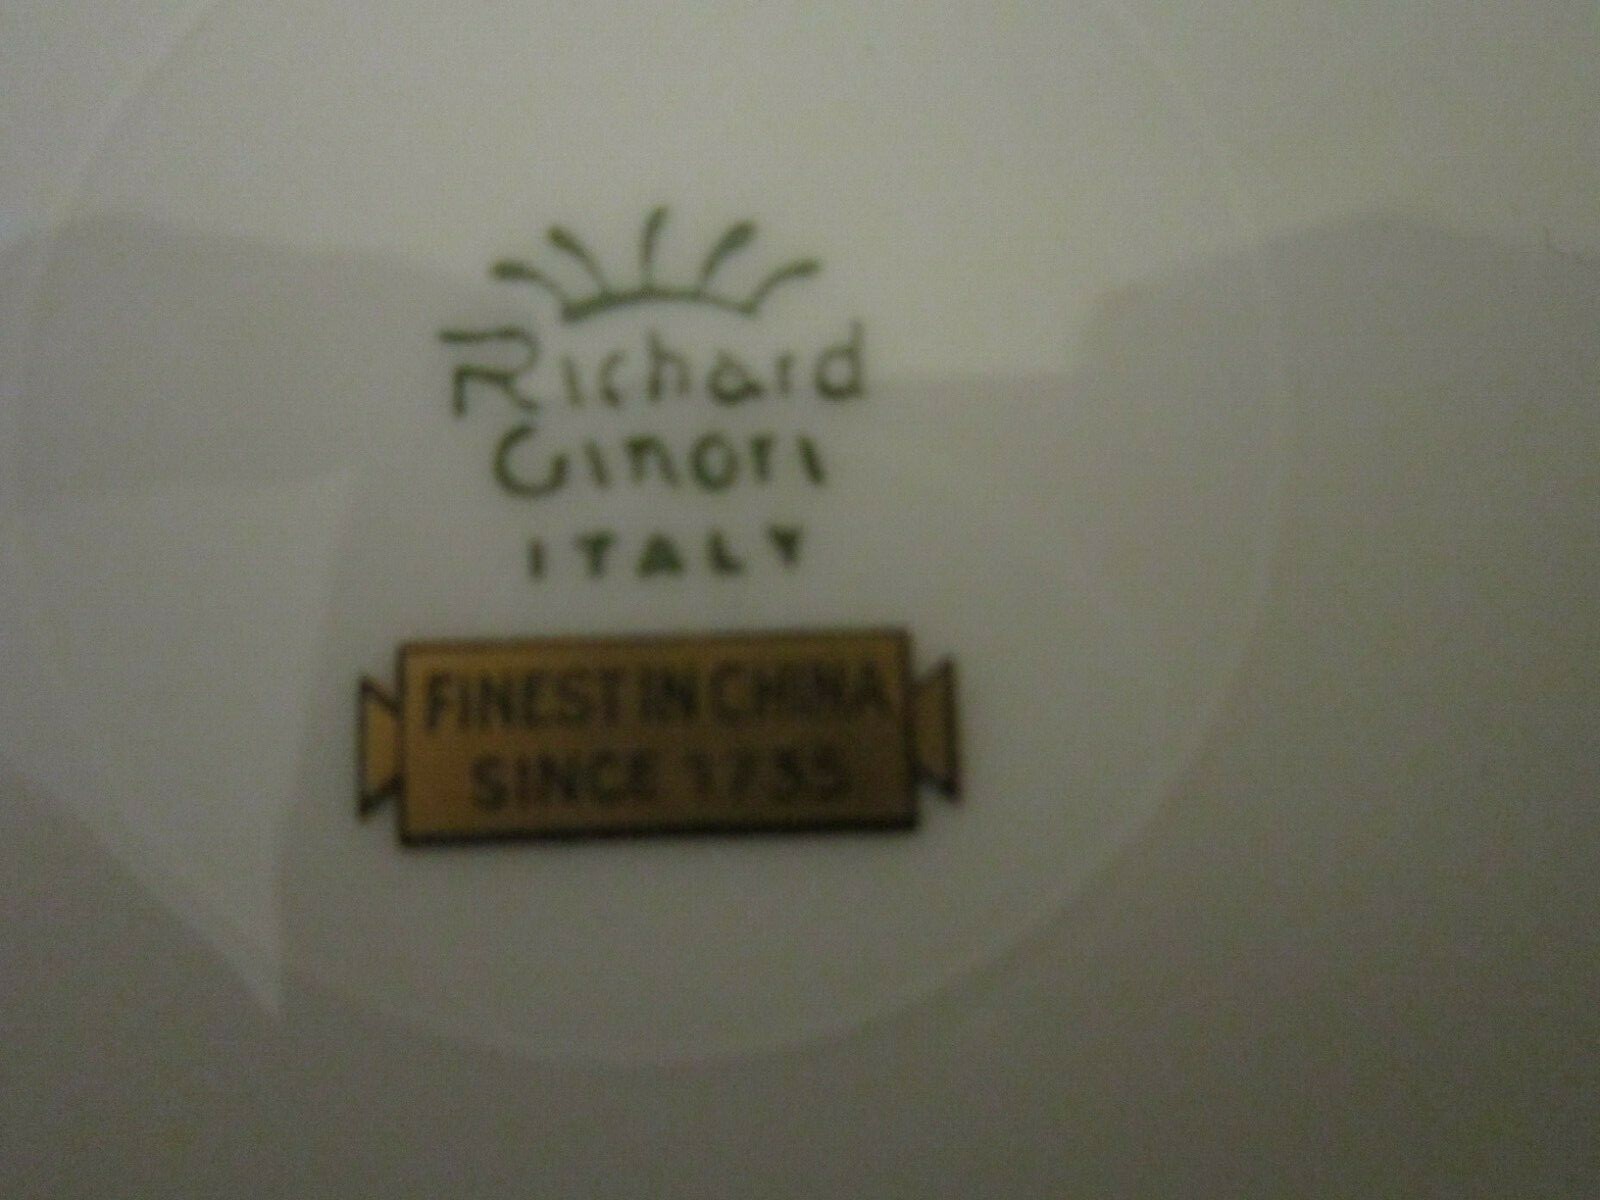 Richard
Ginori
ITALY
FINEST IN CHINA
SINCE 1735